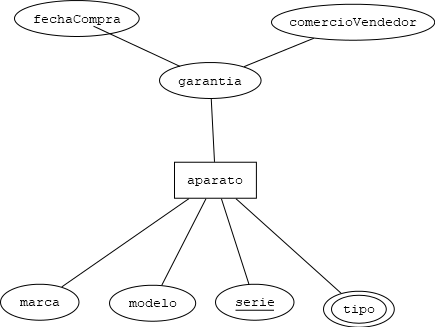 fechaCompra
comercioVendedor
garantia
aparato
marca
modelo
serie
tipo